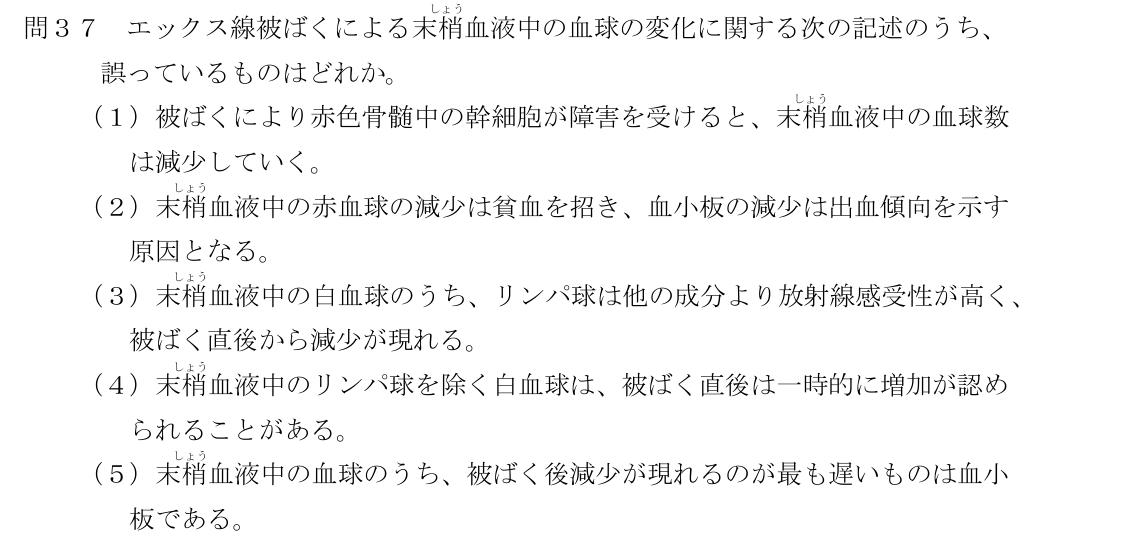 問３７　エックス線被ばくによる末梢血液中の血球の変化に関する次の記述のうち、
誤っているものはどれか。
（１）被ばくにより赤色骨髄中の幹細胞が障害を受けると、末梢血液中の血球数
は減少していく。
（２）末梢血液中の赤血球の減少は貧血を招き、血小板の減少は出血傾向を示す
原因となる。
（３）末梢血液中の白血球のうち、リンパ球は他の成分より放射線感受性が高く、
被ばく直後から減少が現れる。
（４）末梢血液中のリンパ球を除く白血球は、被ばく直後は一時的に増加が認め
られることがある。
（５）末梢血液中の血球のうち、被ばく後減少が現れるのが最も遅いものは血小
板である。